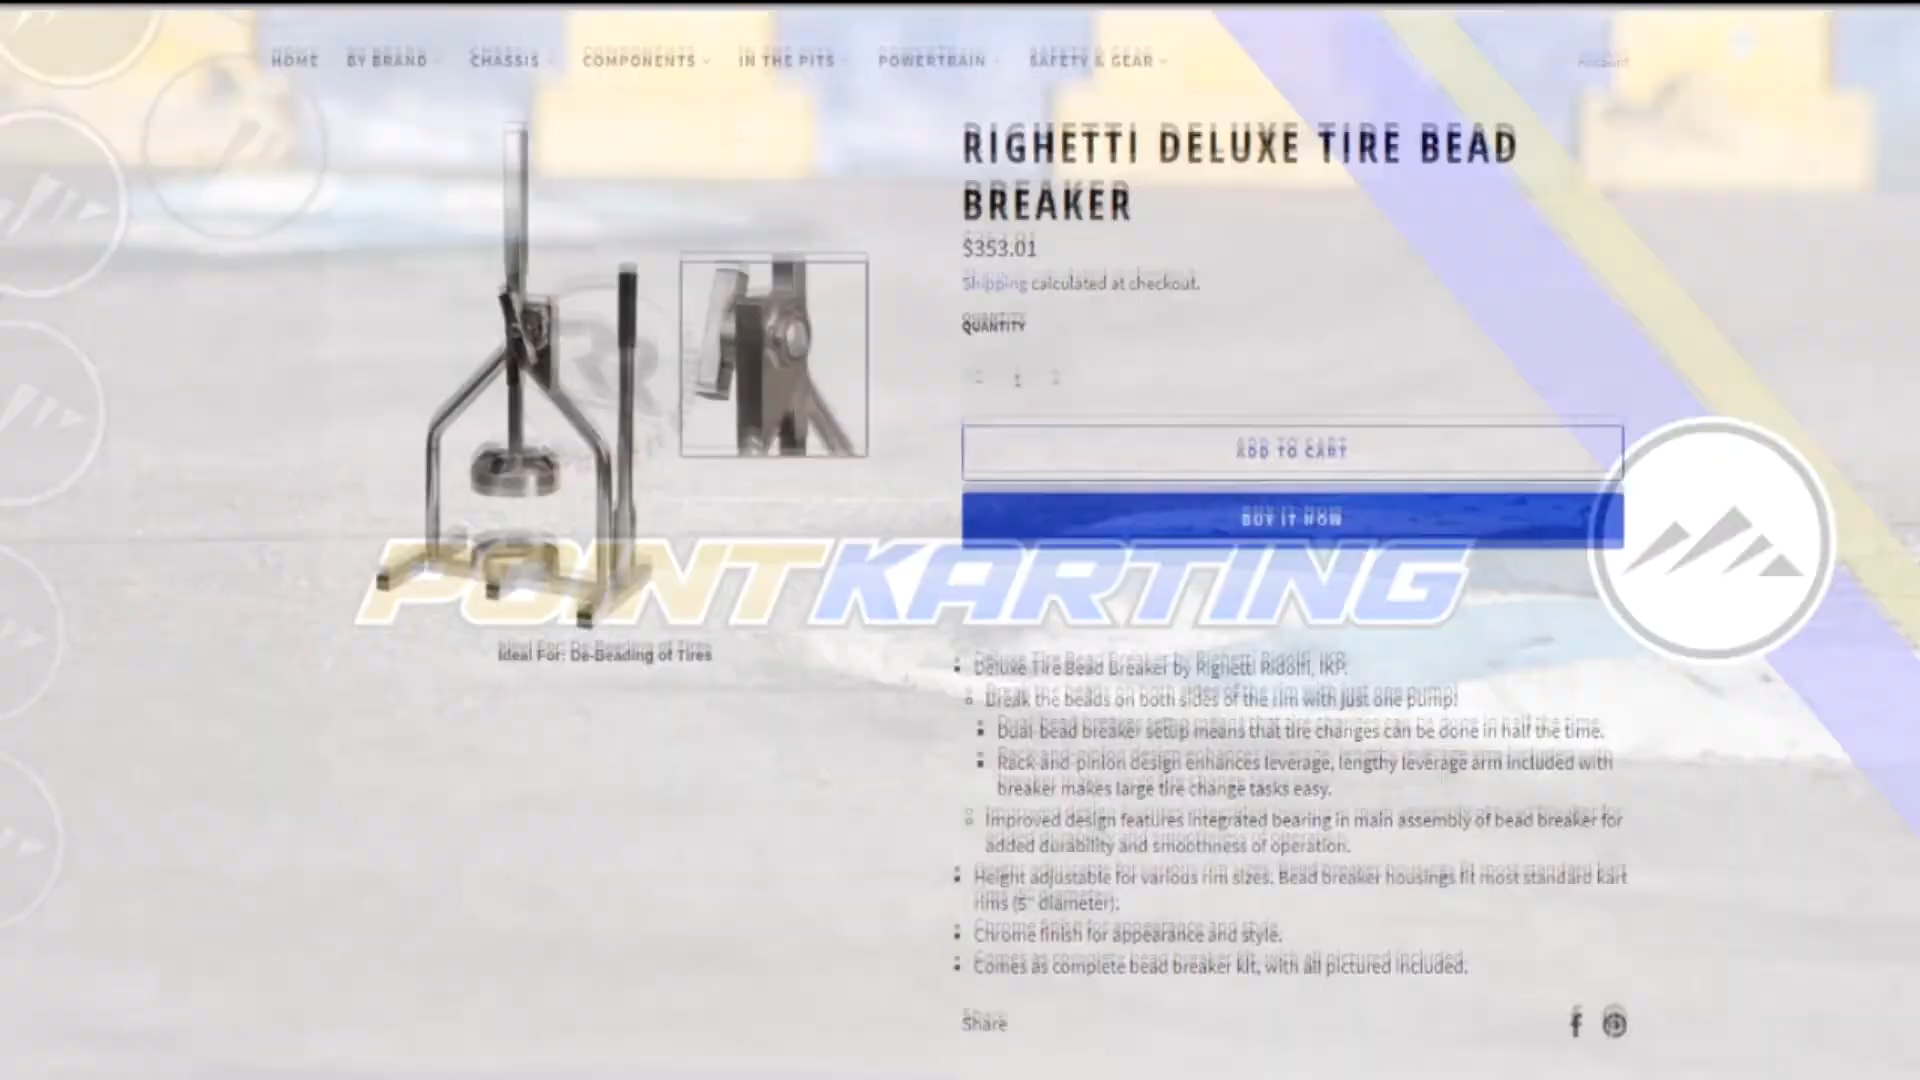 HOME BY BRAND CHASSIS COMPONENTS IN THE PITS POWERTRAIN SAFETY & GEAR Account
RIGHETTI DELUXE TIRE BEAD
BREAKER
$353.01
Shipping calculated at checkout.
QUANTITY
1
ADD TO CART
BUY IT NOW
POINTKARTING
Ideal For: De-Beading of Tires
Deluxe Tire Bead Breaker by Righetti Ridolfi, IKP.
Break the beads on both sides of the rim with just one pump!
Dual-bead breaker setup means that tire changes can be done in half the time.
Rack-and-pinion design enhances leverage, lengthy leverage arm included with
breaker makes large tire change tasks easy.
Improved design features integrated bearing in main assembly of bead breaker for
added durability and smoothness of operation.
Height adjustable for various rim sizes. Bead breaker housings fit most standard kart
rims (5" diameter).
Chrome finish for appearance and style.
Comes as complete bead breaker kit, with all pictured included.
Share